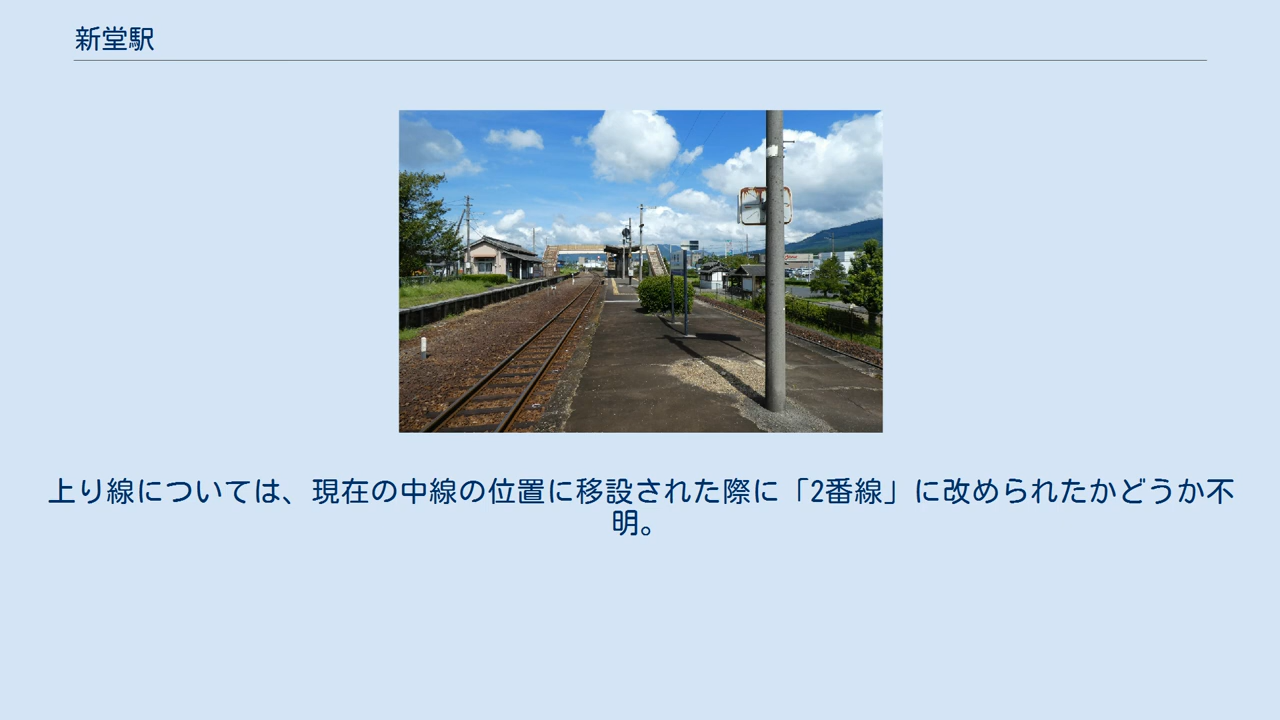 新堂駅
上り線については、現在の中線の位置に移設された際に「2番線」に改められたかどうか不
明。